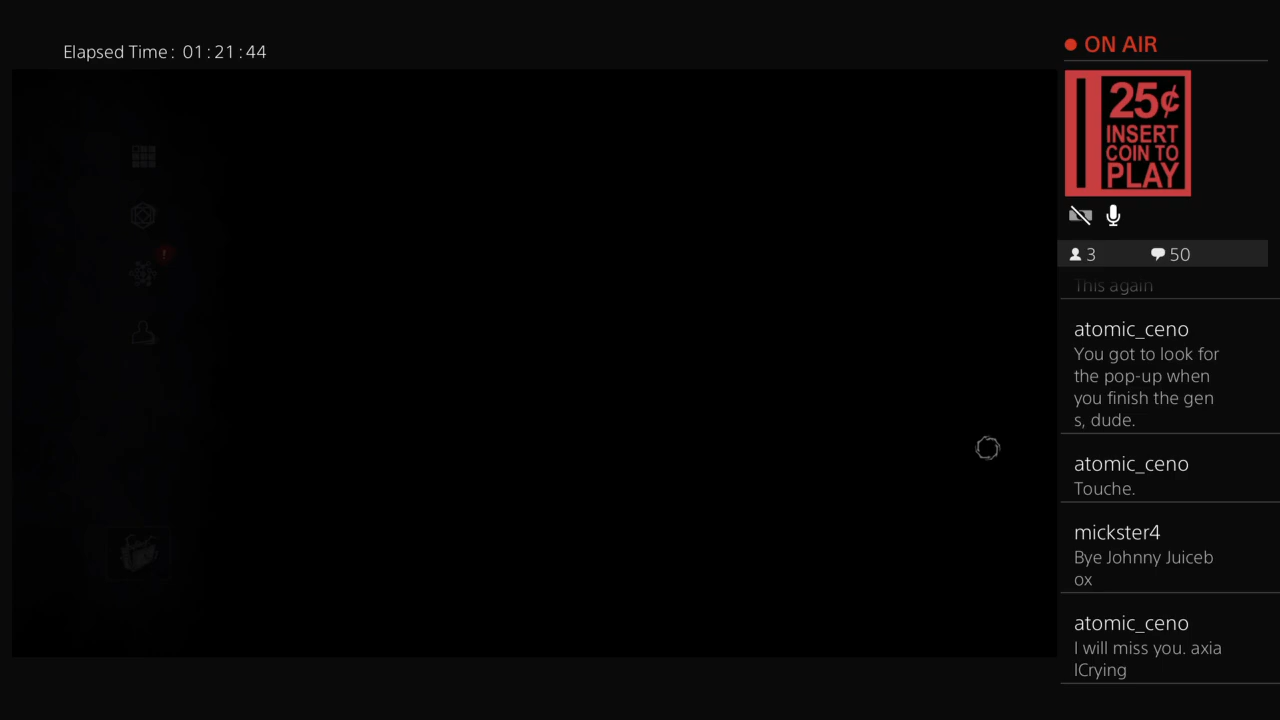 Elapsed Time: 01:21:44
ON AIR
25¢
INSERT
COIN TO
PLAY
3
50
This again
atomic_ceno
You got to look for
the pop-up when
you finish the gen
s, dude.
atomic_ceno
Touche.
mickster4
Bye Johnny Juiceb
ox
atomic_ceno
I will miss you. axia
lCrying
!